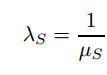 λ_S = 1/μ_S